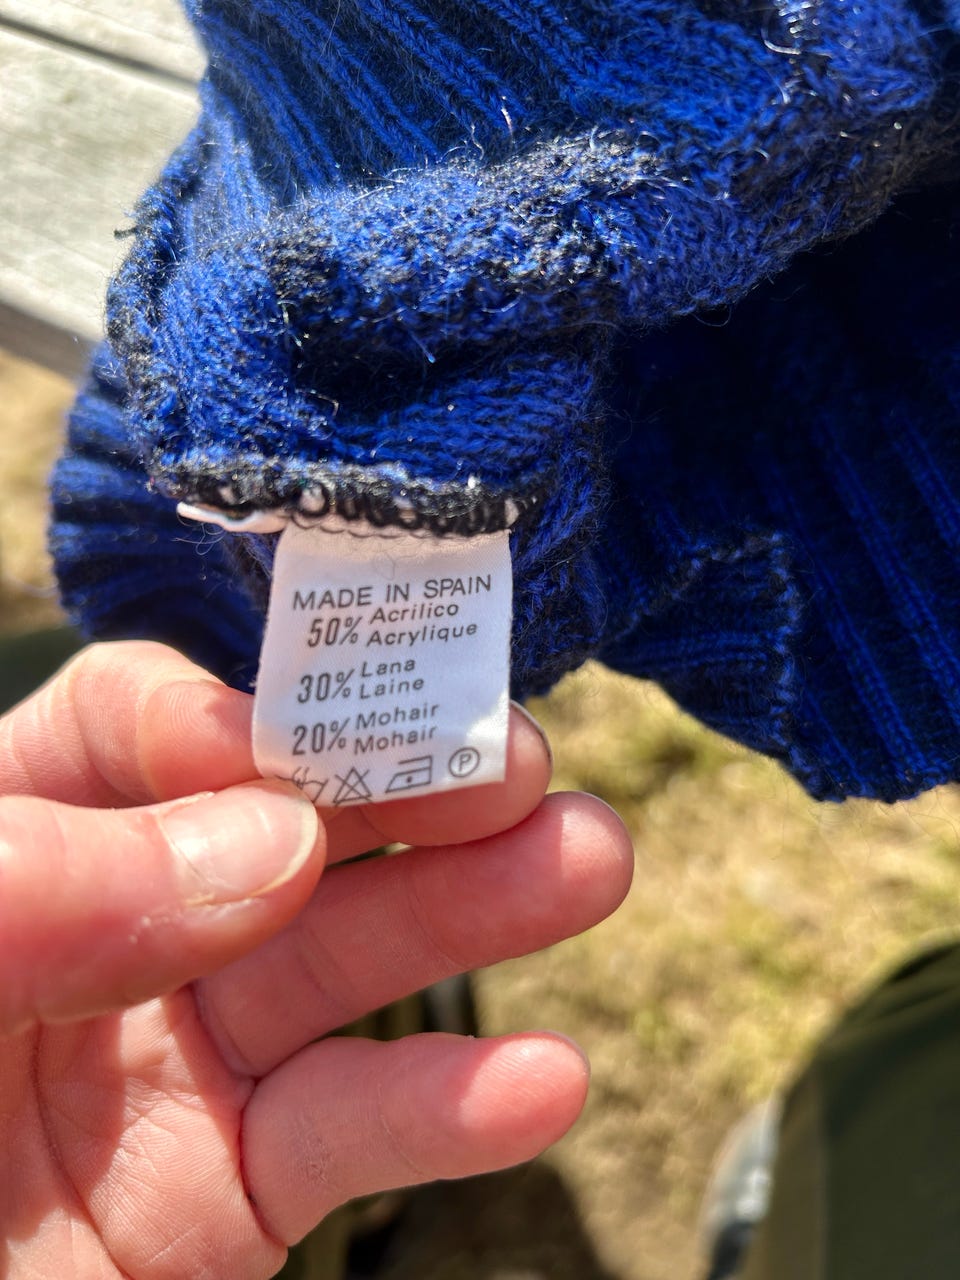 MADE IN SPAIN
50% Acrilico
Acrylique
30% Lana
Laine
20% Mohair
Mohair
P